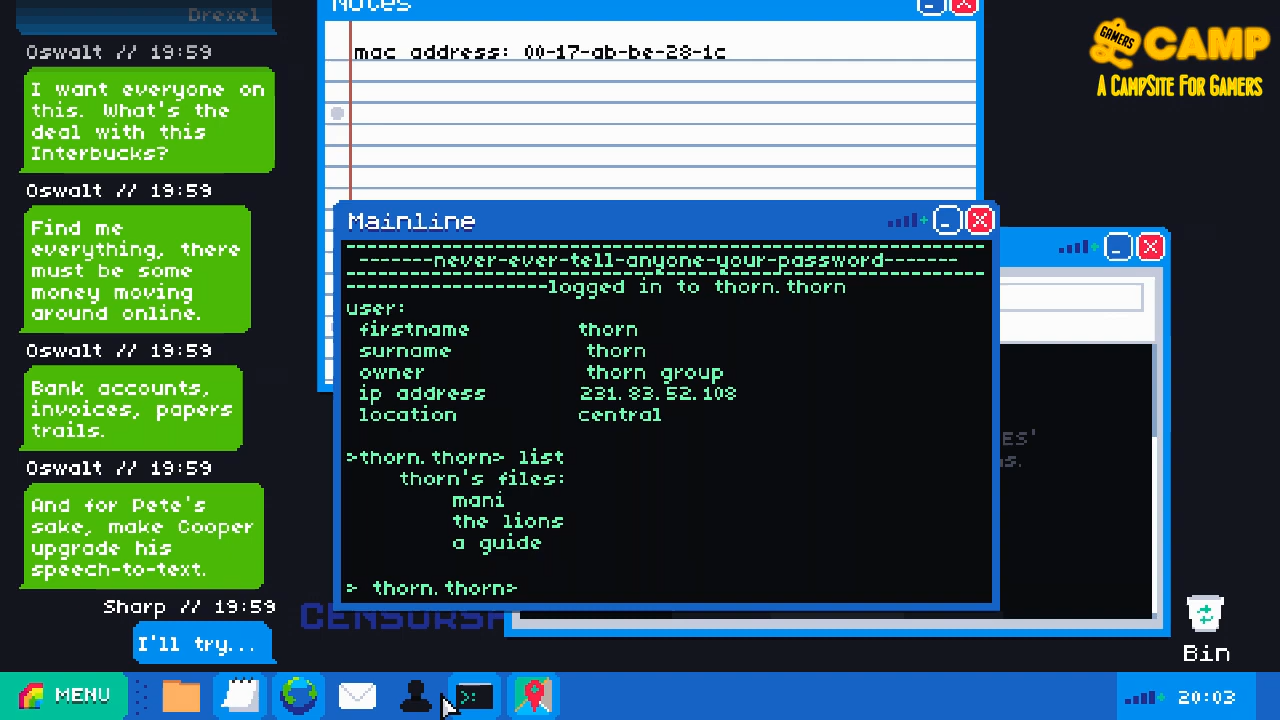 Drexel
Oswalt // 19:59
I want everyone on
this. What's the
deal with this
Interbucks?
Oswalt // 19:59
Find me
everything, there
must be some
money moving
around online.
Oswalt // 19:59
Bank accounts,
invoices, papers
trails.
Oswalt // 19:59
And for Pete's
sake, make Cooper
upgrade his
speech-to-text.
Sharp // 19:59
I'll try...
Notes
mac address: 00-17-ab-be-28-1c
Mainline
-------never-ever-tell-anyone-your-password-------
------------------logged in to thorn.thorn
user:
firstname thorn
surname thorn
owner thorn group
ip address 231.83.52.108
location central
>thorn.thorn> list
thorn's files:
mani
the lions
a guide
> thorn.thorn>
ES'
s.
GAMERS
CAMP
A CAMPSITE FOR GAMERS
Bin
MENU
20:03